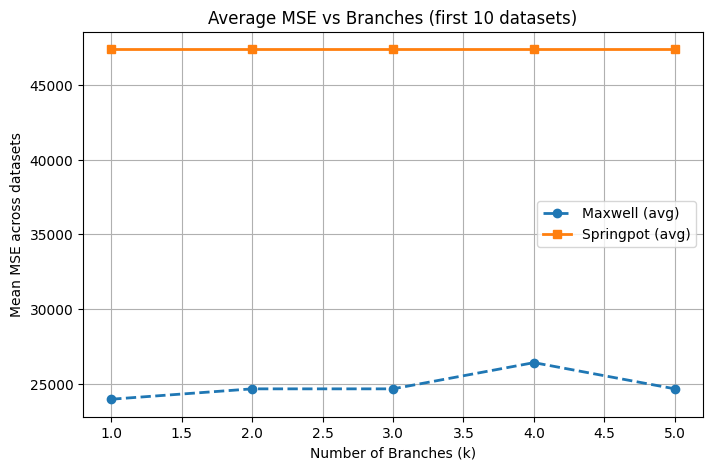 Average MSE vs Branches (first 10 datasets)
Mean MSE across datasets
45000
40000
35000
30000
25000
Maxwell (avg)
Springpot (avg)
1.0 1.5 2.0 2.5 3.0 3.5 4.0 4.5 5.0
Number of Branches (k)